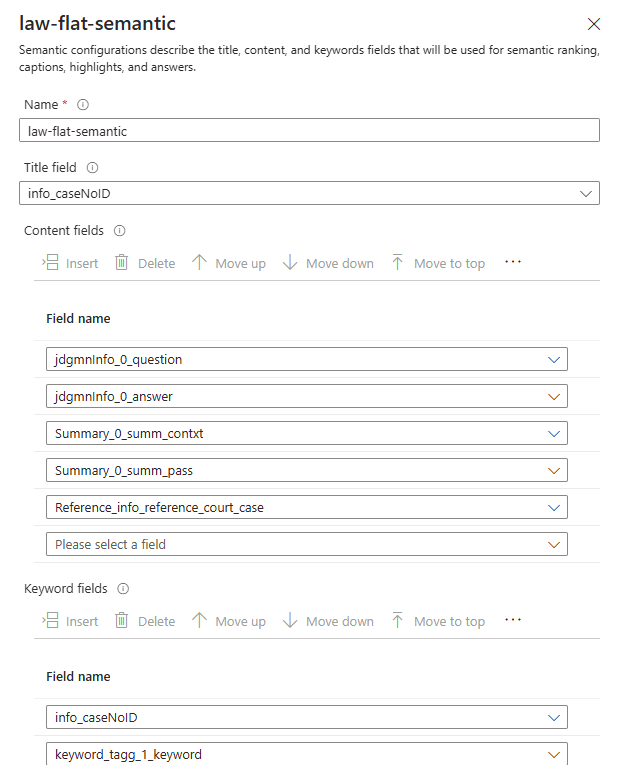 law-flat-semantic
Semantic configurations describe the title, content, and keywords fields that will be used for semantic ranking,
captions, highlights, and answers.
Name *
law-flat-semantic
Title field
info_caseNoID
Content fields
Insert Delete Move up Move down Move to top ...
Field name
jdgmnInfo_0_question
jdgmnInfo_0_answer
Summary_0_summ_contxt
Summary_0_summ_pass
Reference_info_reference_court_case
Please select a field
Keyword fields
Insert Delete Move up Move down Move to top ...
Field name
info_caseNoID
keyword_tagg_1_keyword